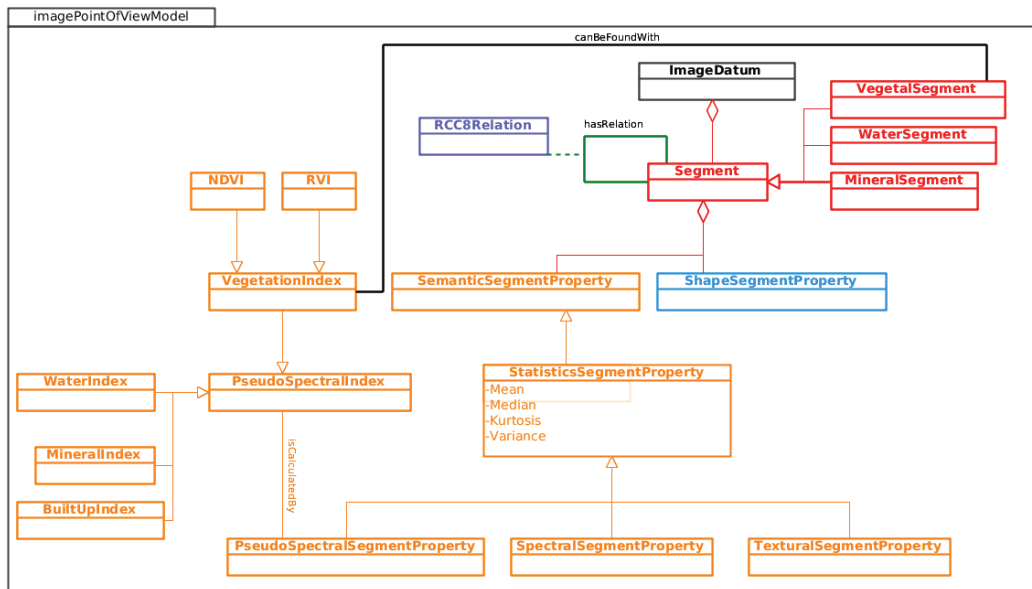 imagePointOfViewModel
canBeFoundWith
ImageDatum
VegetalSegment
RCC8Relation
hasRelation
WaterSegment
Segment
MineralSegment
NDVI
RVI
VegetationIndex
SemanticSegmentProperty
ShapeSegmentProperty
WaterIndex
PseudoSpectralIndex
StatisticsSegmentProperty
-Mean
-Median
-Kurtosis
-Variance
MineralIndex
isCalculatedBy
BuiltUpIndex
PseudoSpectralSegmentProperty
SpectralSegmentProperty
TexturalSegmentProperty